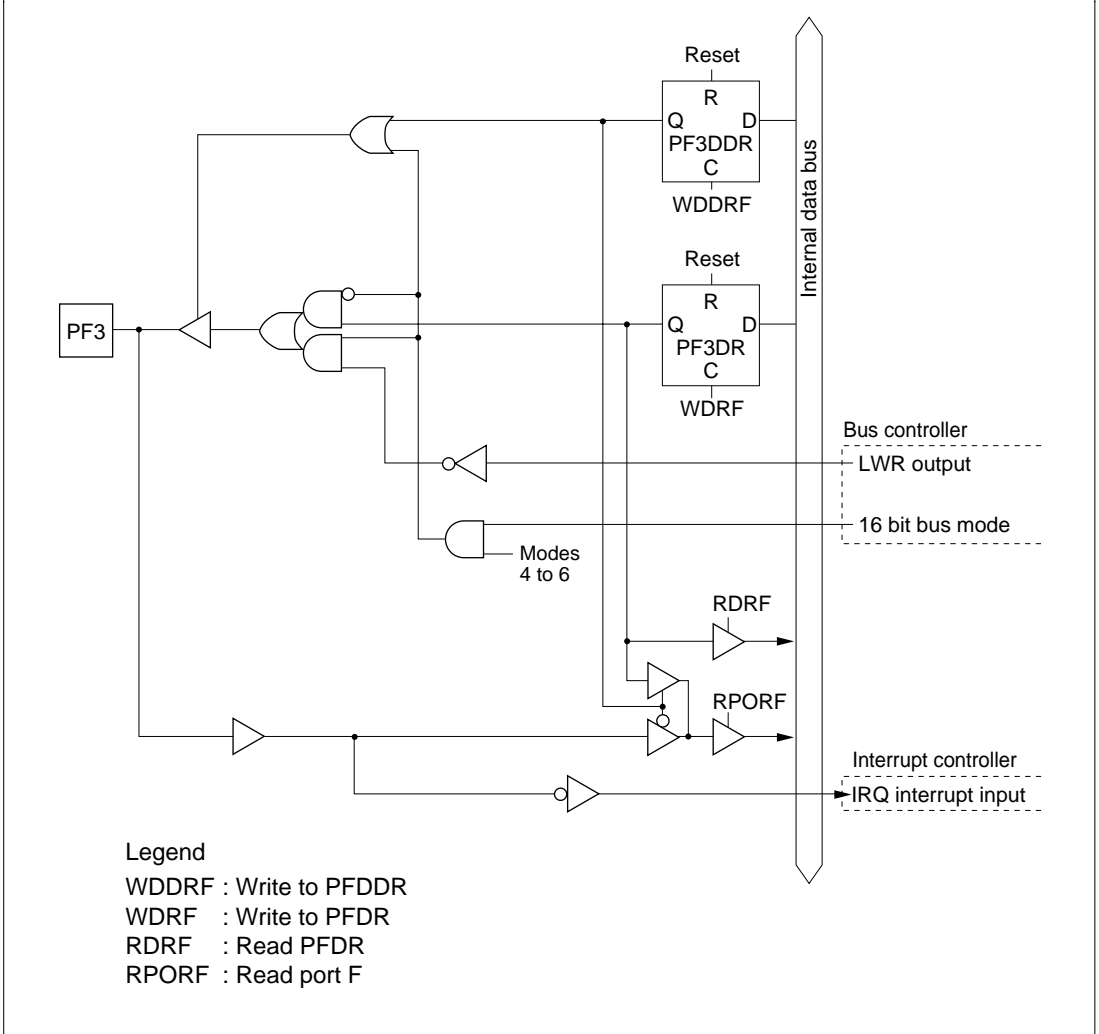 Reset
R
Q D
PF3DDR
C
WDDRF
Internal data bus
Reset
R
Q D
PF3DR
C
WDRF
PF3
Bus controller
LWR output
16 bit bus mode
Modes
4 to 6
RDRF
RPORF
Interrupt controller
IRQ interrupt input
Legend
WDDRF : Write to PFDDR
WDRF : Write to PFDR
RDRF : Read PFDR
RPORF : Read port F